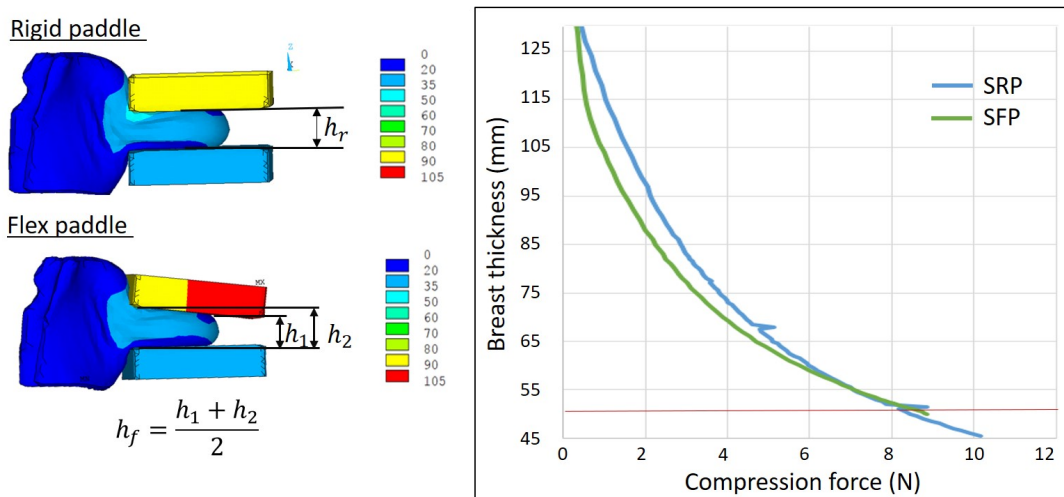 Rigid paddle
0
20
35
50
60
70
80
90
105
h_r
Flex paddle
0
20
35
50
60
70
80
90
105
MX
h_1
h_2
h_f = \frac{h_1 + h_2}{2}
Breast thickness (mm)
125
115
105
95
85
75
65
55
45
SRP
SFP
0 2 4 6 8 10 12
Compression force (N)